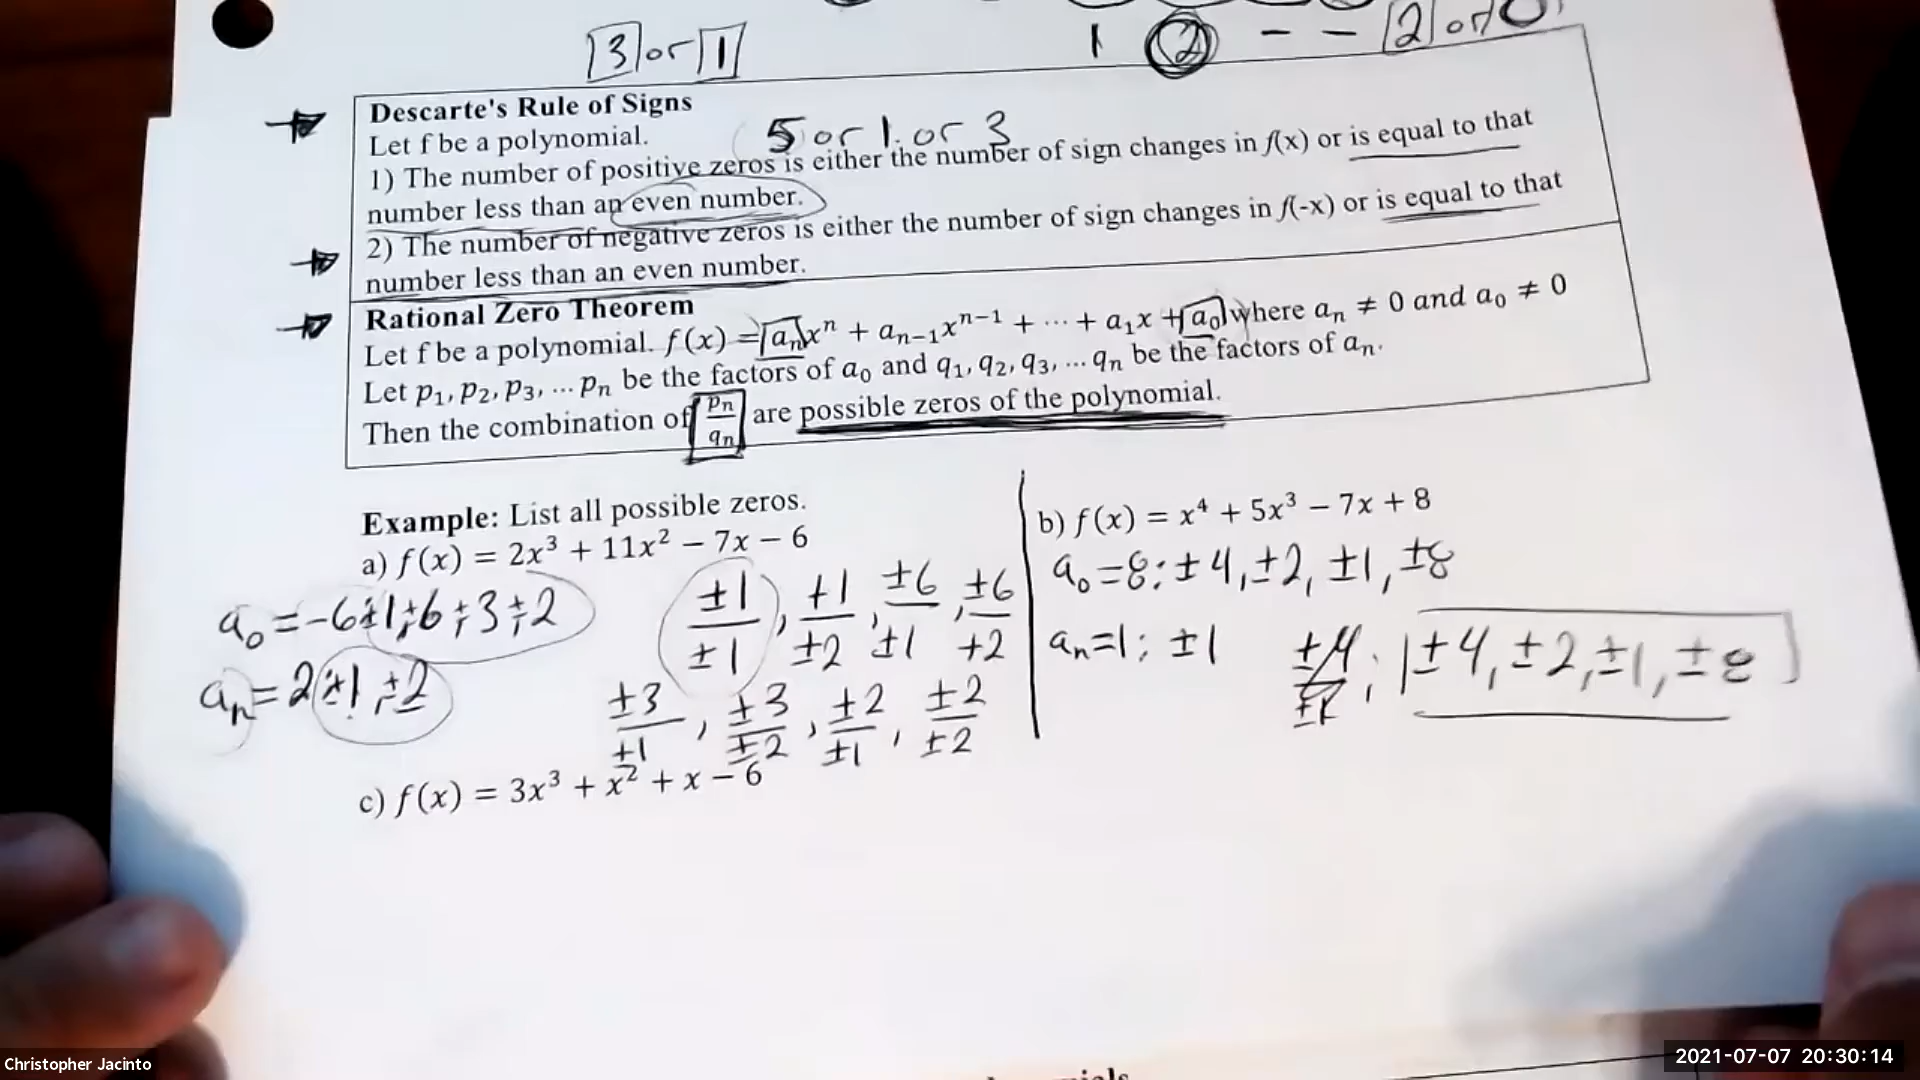 3 or 1
1 2 - - 2 or 0
Descarte's Rule of Signs
Let f be a polynomial.
5 or 1 or 3
1) The number of positive zeros is either the number of sign changes in f(x) or is equal to that
number less than an even number.
2) The number of negative zeros is either the number of sign changes in f(-x) or is equal to that
number less than an even number.
Rational Zero Theorem
Let f be a polynomial. f(x) = aₙxⁿ + aₙ₋₁xⁿ⁻¹ + ⋯ + a₁x + a₀ where aₙ ≠ 0 and a₀ ≠ 0
Let p₁, p₂, p₃, ⋯ pₙ be the factors of a₀ and q₁, q₂, q₃, ⋯ qₙ be the factors of aₙ.
Then the combination of pₙ/qₙ are possible zeros of the polynomial.
Example: List all possible zeros.
a) f(x) = 2x³ + 11x² − 7x − 6
a₀ = -6 ±1, ±6, ±3, ±2
aₙ = 2 ±1, ±2
±1/±1, +1/±2, ±6/±1, ±6/+2
±3/+1, ±3/±2, ±2/±1, ±2/±2
b) f(x) = x⁴ + 5x³ − 7x + 8
a₀ = 8: ±4, ±2, ±1, ±8
aₙ = 1; ±1
±4/±1; ±4, ±2, ±1, ±8
c) f(x) = 3x³ + x² + x − 6
Christopher Jacinto
2021-07-07 20:30:14